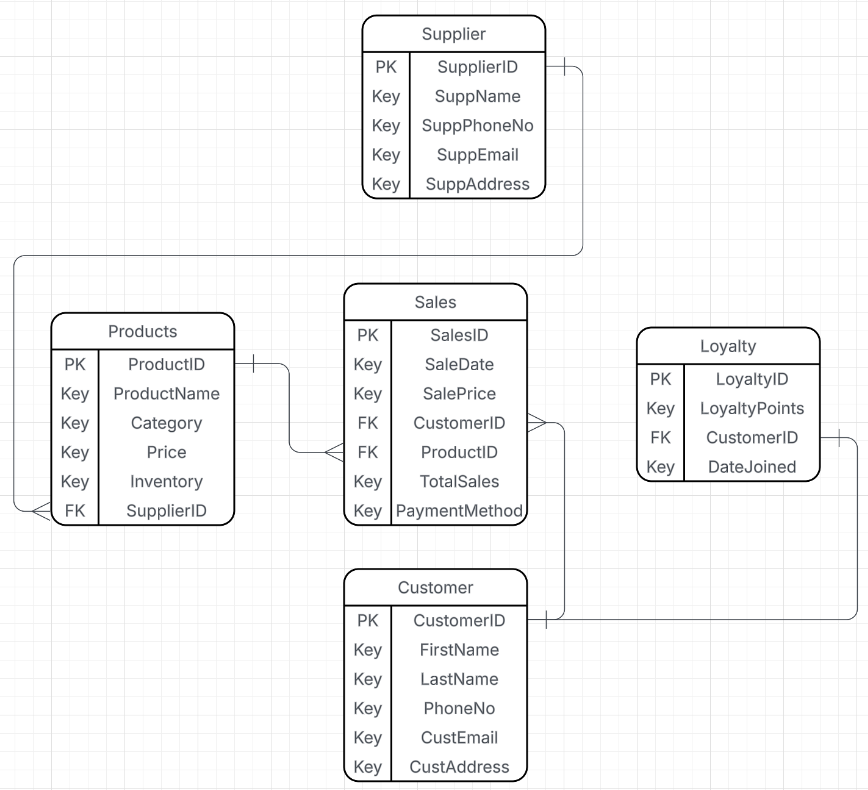 Supplier
PK SupplierID
Key SuppName
Key SuppPhoneNo
Key SuppEmail
Key SuppAddress
Products
PK ProductID
Key ProductName
Key Category
Key Price
Key Inventory
FK SupplierID
Sales
PK SalesID
Key SaleDate
Key SalePrice
FK CustomerID
FK ProductID
Key TotalSales
Key PaymentMethod
Loyalty
PK LoyaltyID
Key LoyaltyPoints
FK CustomerID
Key DateJoined
Customer
PK CustomerID
Key FirstName
Key LastName
Key PhoneNo
Key CustEmail
Key CustAddress